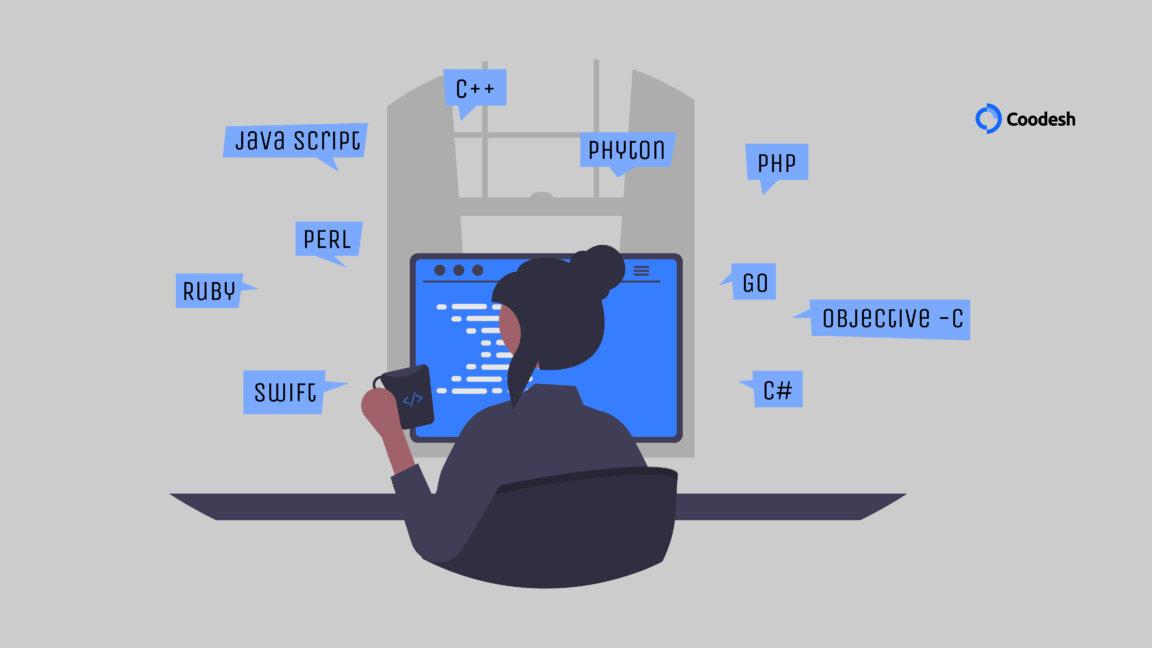 C++
Java Script
PHYTON
PHP
Coodesh
PERL
RUBY
GO
OBJective -C
SWIFT
C#
</>